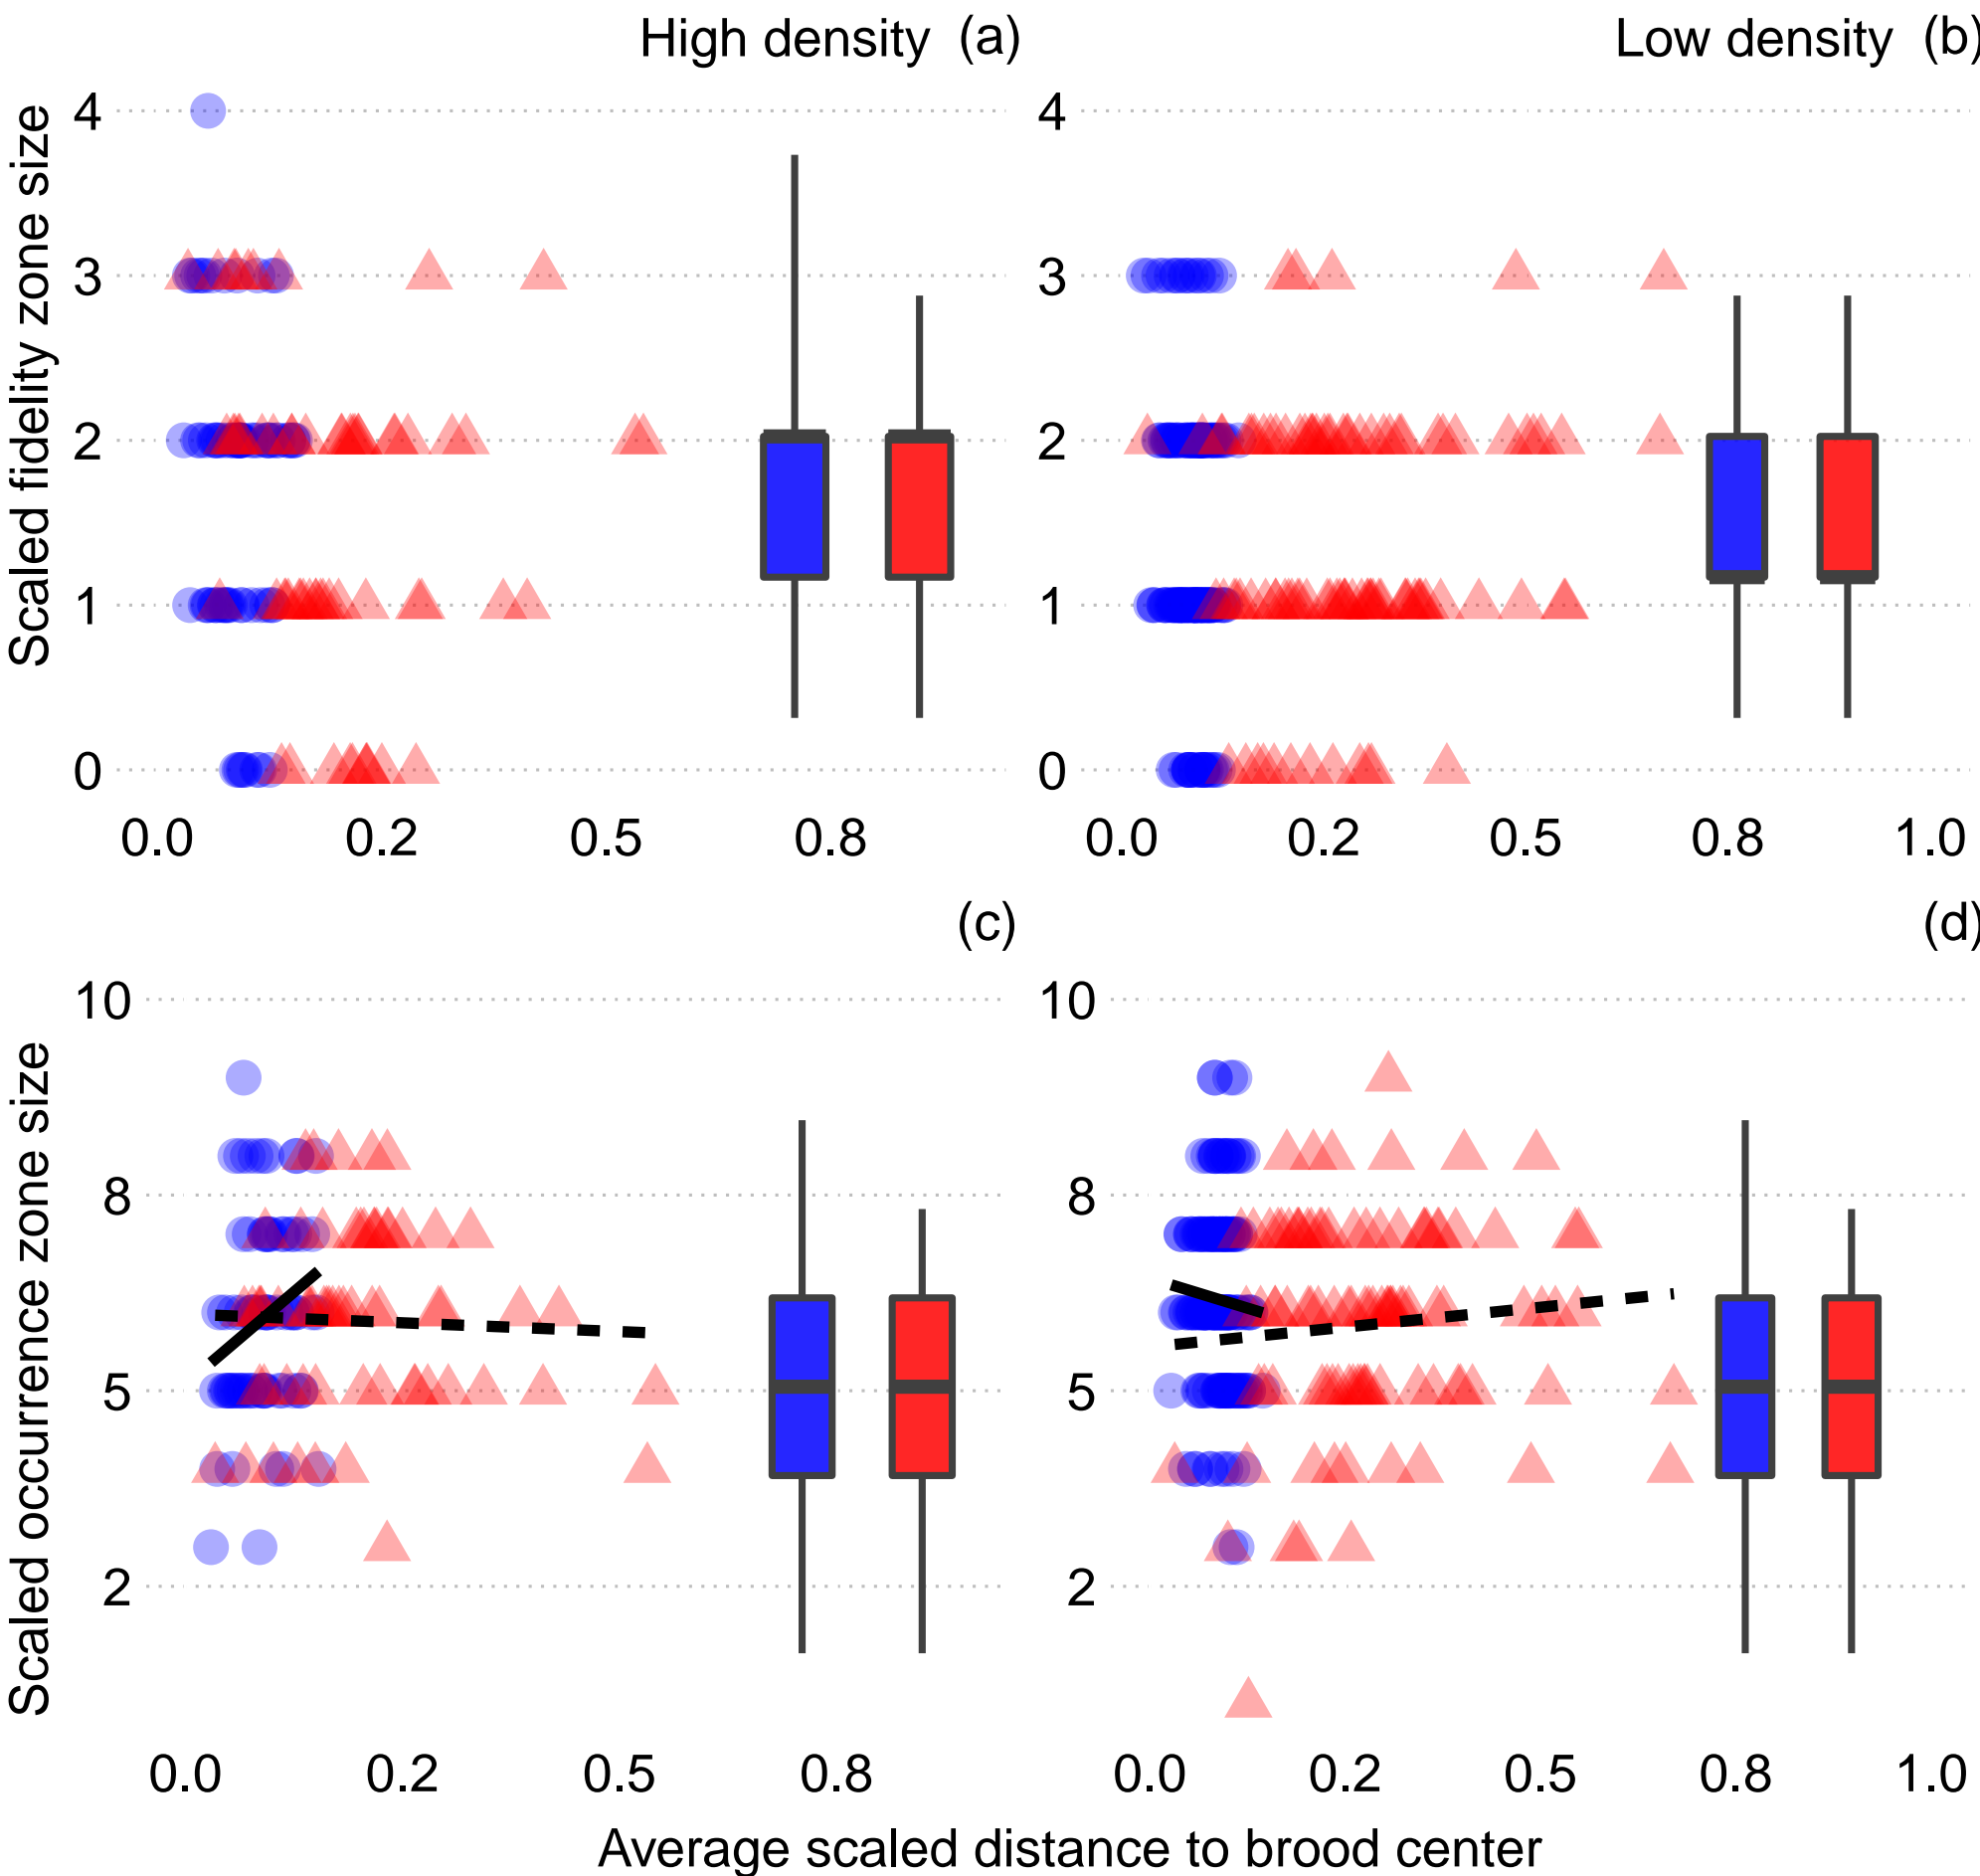 High density (a)
Low density (b)
Scaled fidelity zone size
4
3
2
1
0
4
3
2
1
0
0.0 0.2 0.5 0.8
0.0 0.2 0.5 0.8 1.0
(c)
(d)
Scaled occurrence zone size
10
8
5
2
10
8
5
2
0.0 0.2 0.5 0.8
0.0 0.2 0.5 0.8 1.0
Average scaled distance to brood center